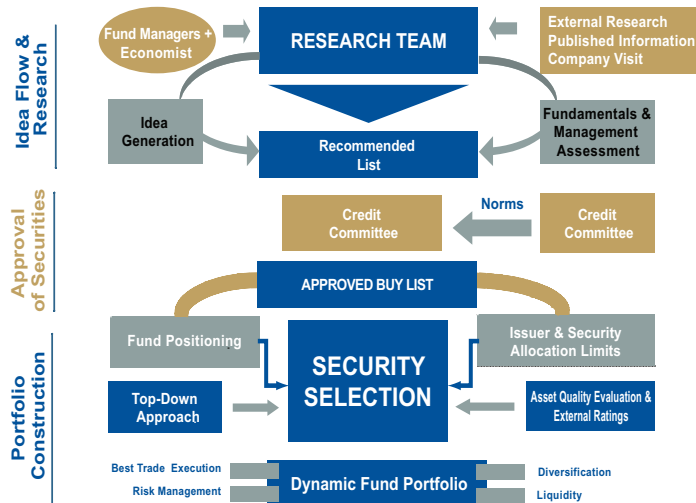 Idea Flow &
Research
Fund Managers +
Economist
RESEARCH TEAM
External Research
Published Information
Company Visit
Idea
Generation
Recommended
List
Fundamentals &
Management
Assessment
Approval
of Securities
Credit
Committee
Norms
Credit
Committee
APPROVED BUY LIST
Portfolio
Construction
Fund Positioning
SECURITY
SELECTION
Issuer & Security
Allocation Limits
Top-Down
Approach
Asset Quality Evaluation &
External Ratings
Best Trade Execution
Risk Management
Dynamic Fund Portfolio
Diversification
Liquidity